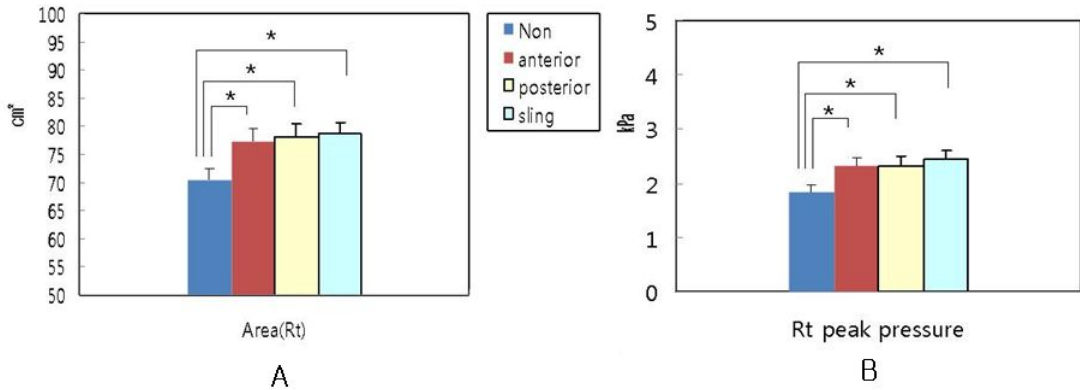 cm²
100
95
90
85
80
75
70
65
60
55
50
*
*
*
Area(Rt)
A
Non
anterior
posterior
sling
kPa
5
4
3
2
1
0
*
*
*
Rt peak pressure
B